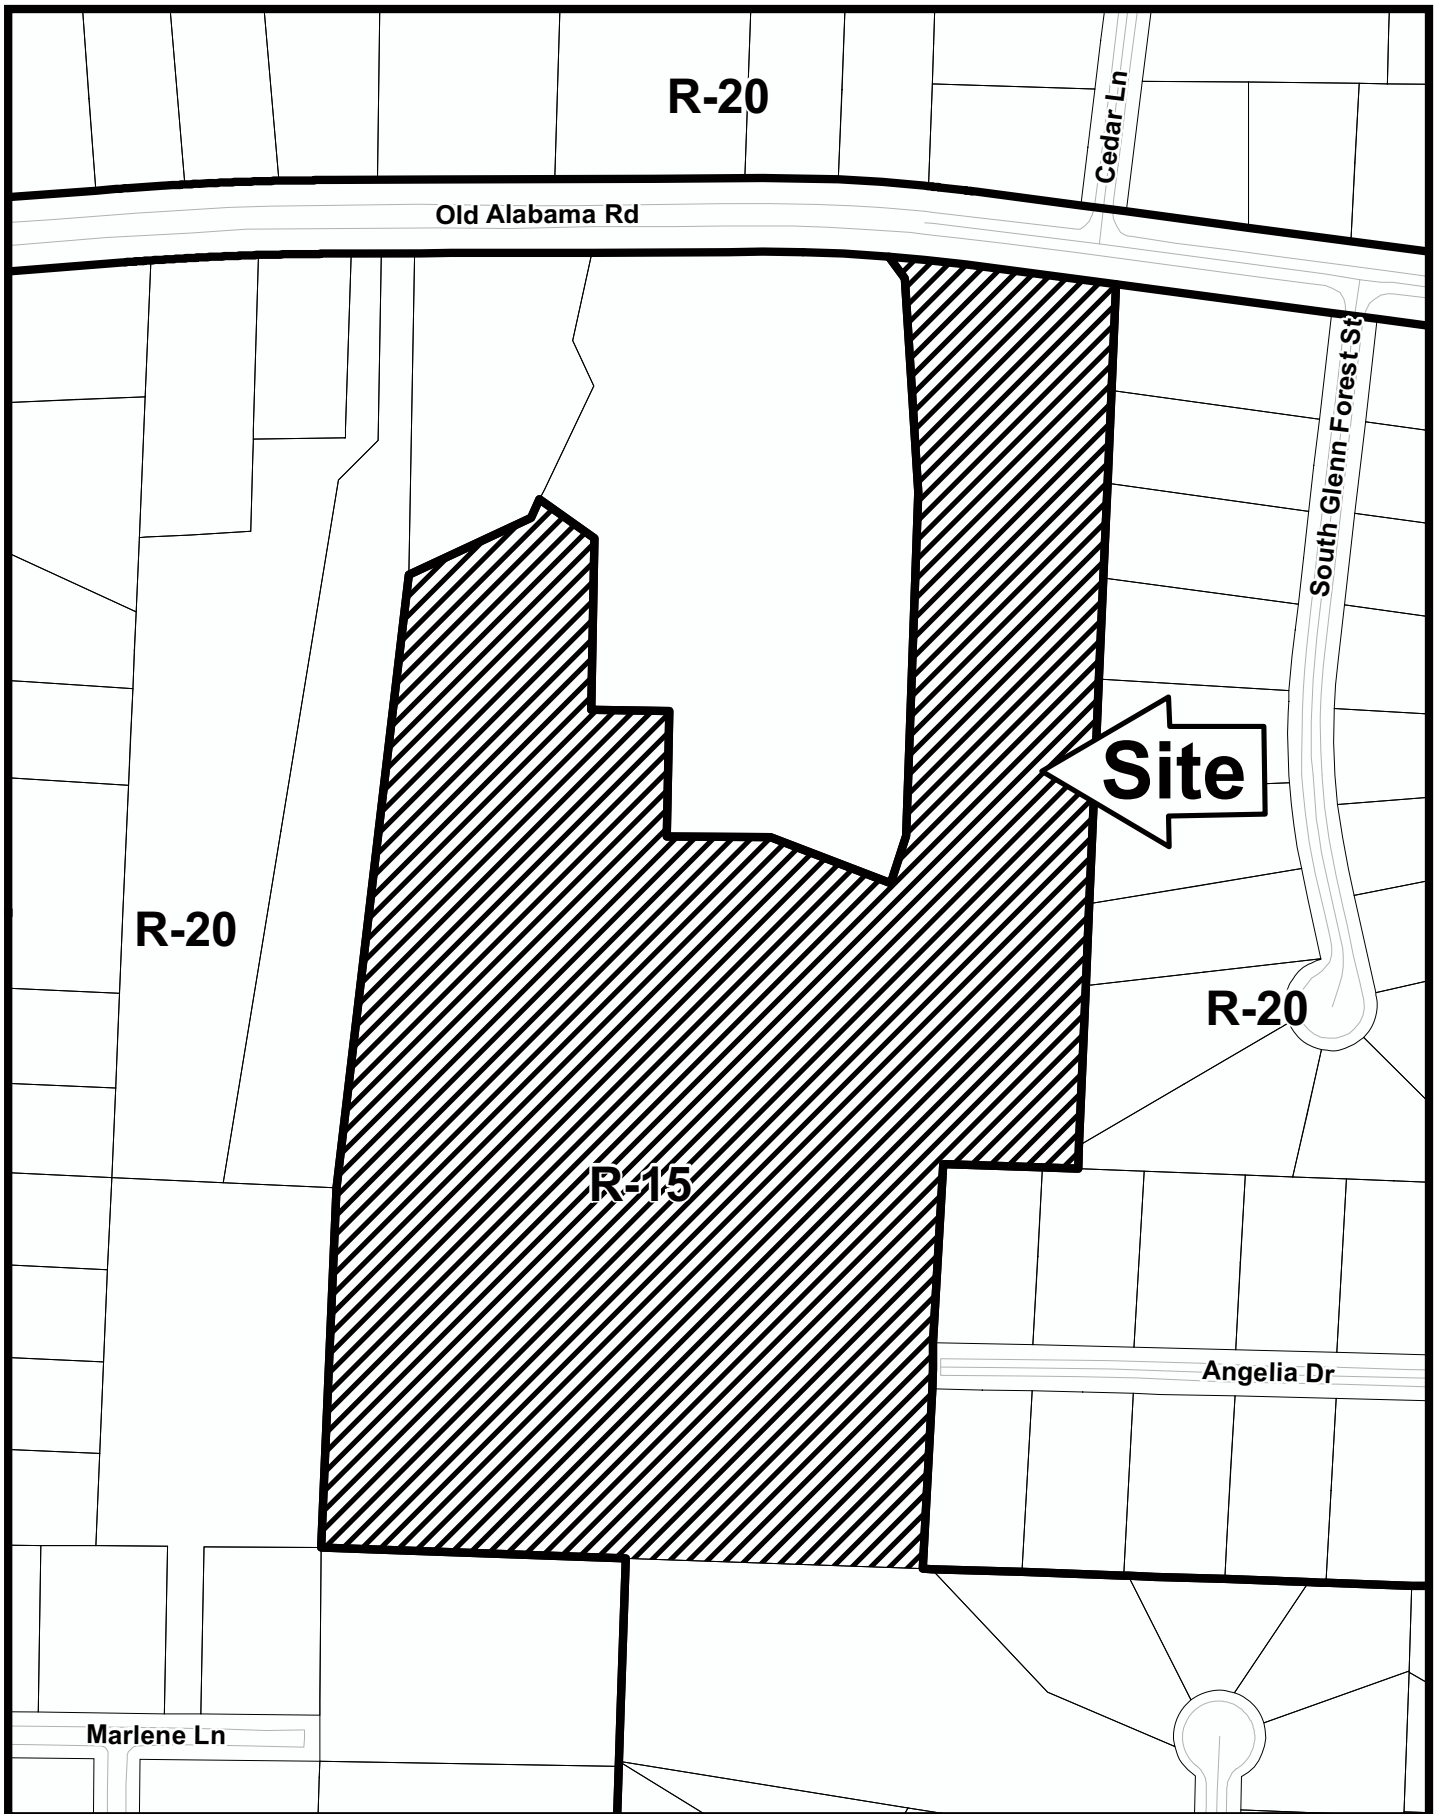 R-20
Cedar Ln
Old Alabama Rd
South Glenn Forest St
Site
R-20
R-20
R-15
Angelia Dr
Marlene Ln